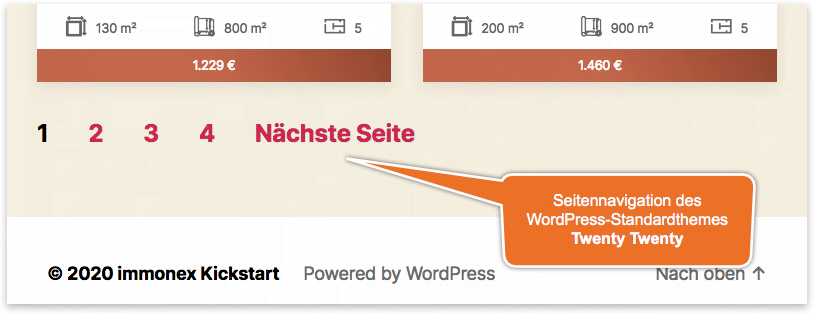 130 m² 800 m² 5
200 m² 900 m² 5
1.229 €
1.460 €
1 2 3 4 Nächste Seite
Seitennavigation des
WordPress-Standardthemes
Twenty Twenty
© 2020 immonex Kickstart Powered by WordPress
Nach oben ↑